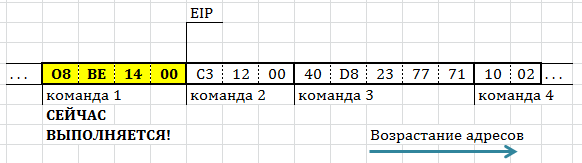 EIP
... 08 BE 14 00 C3 12 00 40 D8 23 77 71 10 02 ...
команда 1 команда 2 команда 3 команда 4
СЕЙЧАС
ВЫПОЛНЯЕТСЯ!
Возрастание адресов